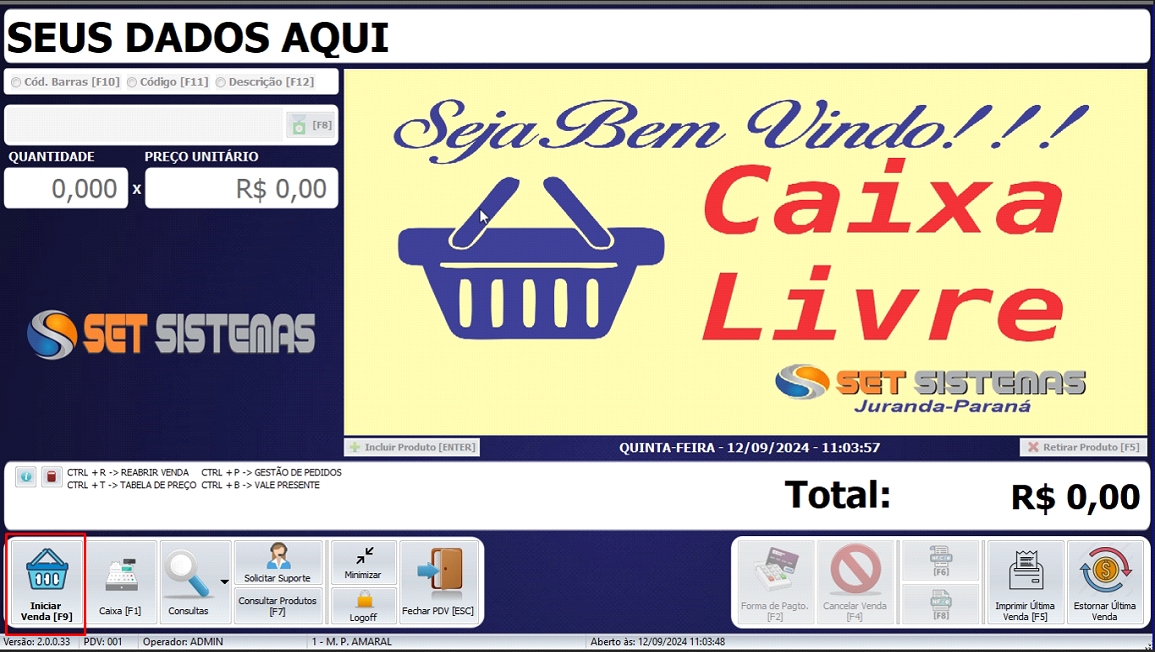 SEUS DADOS AQUI
Cód. Barras [F10] Código [F11] Descrição [F12]
[F8]
QUANTIDADE PREÇO UNITÁRIO
0,000 x R$ 0,00
Seja Bem Vindo!!!
Caixa
Livre
SET SISTEMAS
SET SISTEMAS
Juranda-Paraná
Incluir Produto [ENTER] QUINTA-FEIRA - 12/09/2024 - 11:03:57 Retirar Produto [F5]
CTRL + R -> REABRIR VENDA CTRL + P -> GESTÃO DE PEDIDOS
CTRL + T -> TABELA DE PREÇO CTRL + B -> VALE PRESENTE
Total: R$ 0,00
Iniciar
Venda [F9]
Caixa [F1]
Consultas
Solicitar Suporte
Consultar Produtos
[F7]
Minimizar
Logoff
Fechar PDV [ESC]
Forma de Pagto.
[F2]
Cancelar Venda
[F4]
[F6]
[F8]
Imprimir Última
Venda [F5]
Estornar Última
Venda
Versão: 2.0.0.33 PDV: 001 Operador: ADMIN 1 - M. P. AMARAL Aberto às: 12/09/2024 11:03:48